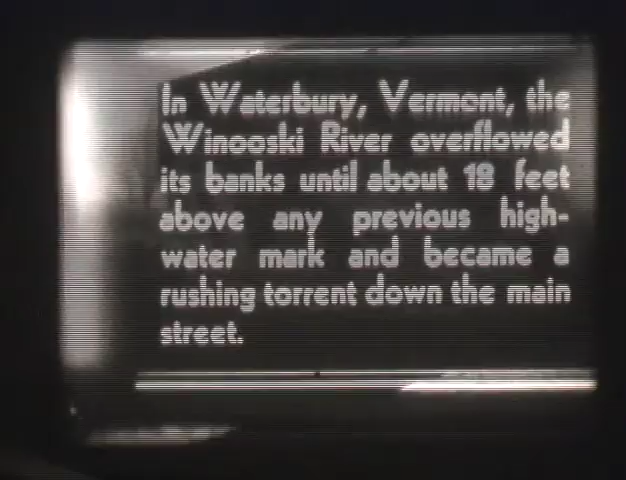 In Waterbury, Vermont, the
Winooski River overflowed
its banks until about 18 feet
above any previous high-
water mark and became a
rushing torrent down the main
street.